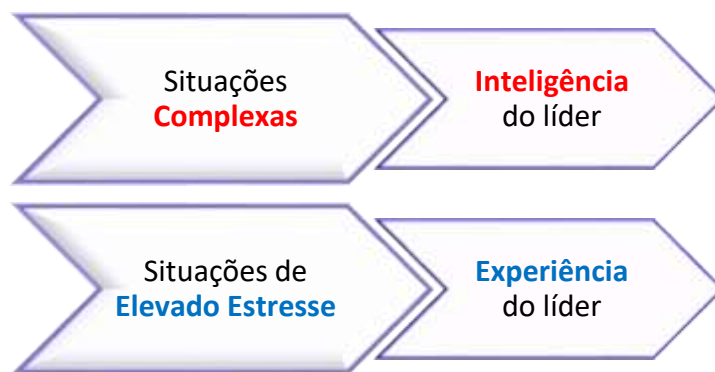 Situações
Complexas
Inteligência
do líder
Situações de
Elevado Estresse
Experiência
do líder